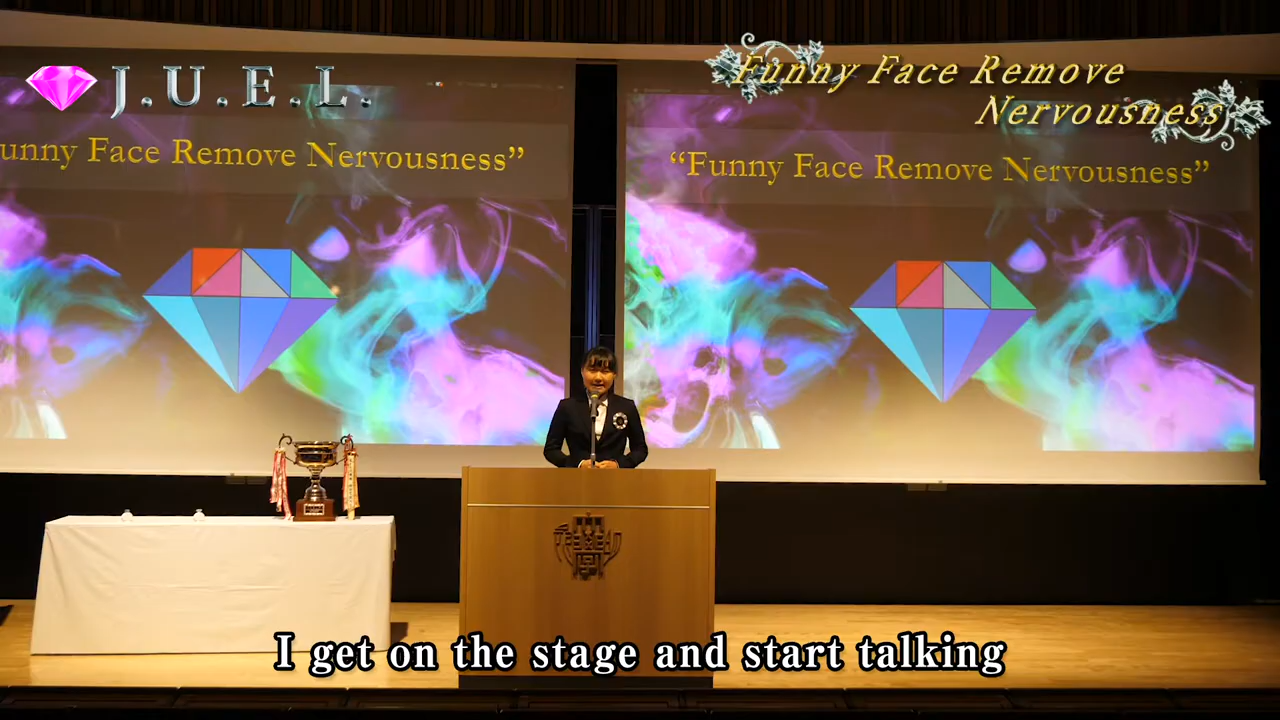 J.U.E.L.
Funny Face Remove
Nervousness
unny Face Remove Nervousness”
“Funny Face Remove Nervousness”
I get on the stage and start talking